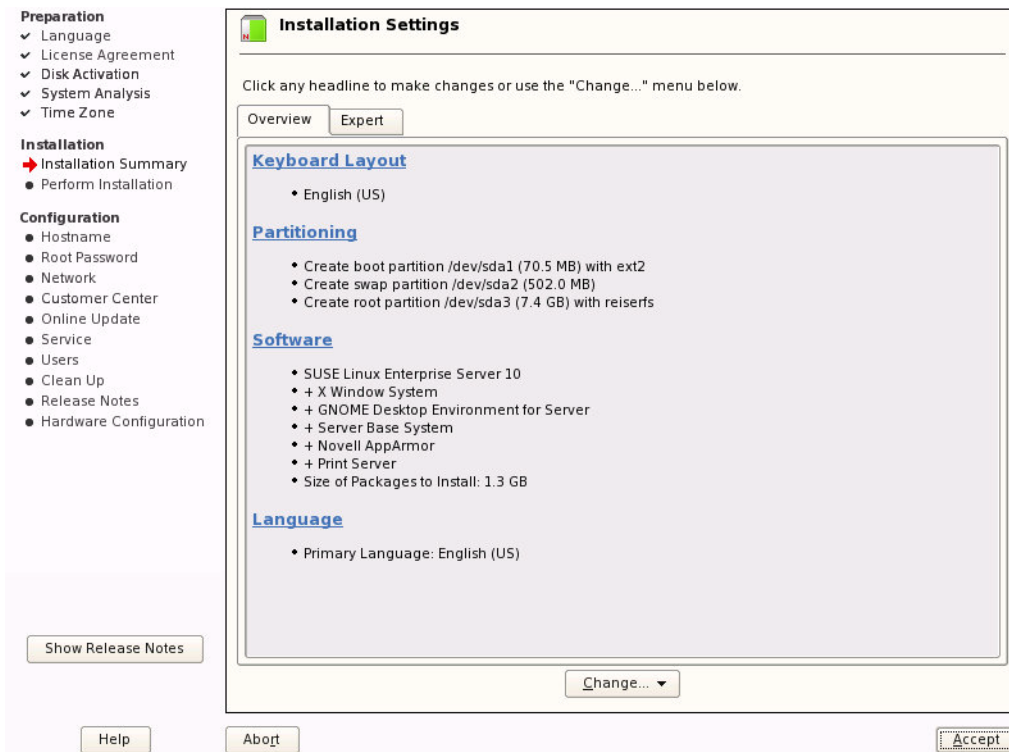 Preparation
Language
License Agreement
Disk Activation
System Analysis
Time Zone
Installation
Installation Summary
Perform Installation
Configuration
Hostname
Root Password
Network
Customer Center
Online Update
Service
Users
Clean Up
Release Notes
Hardware Configuration
Show Release Notes
Help
N
Installation Settings
Click any headline to make changes or use the "Change..." menu below.
Overview Expert
Keyboard Layout
• English (US)
Partitioning
• Create boot partition /dev/sda1 (70.5 MB) with ext2
• Create swap partition /dev/sda2 (502.0 MB)
• Create root partition /dev/sda3 (7.4 GB) with reiserfs
Software
• SUSE Linux Enterprise Server 10
• + X Window System
• + GNOME Desktop Environment for Server
• + Server Base System
• + Novell AppArmor
• + Print Server
• Size of Packages to Install: 1.3 GB
Language
• Primary Language: English (US)
Change...
Abort
Accept